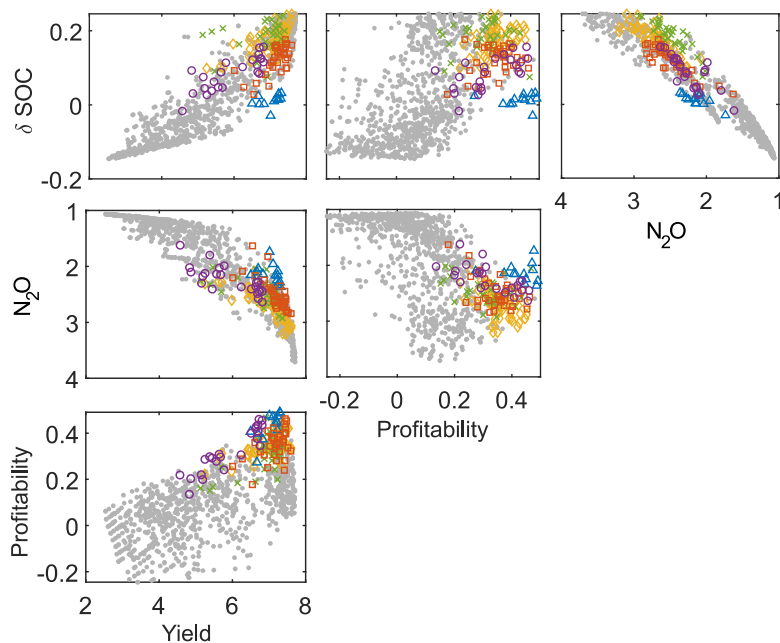 0.2
0
-0.2
δ SOC
4 3 2 1
N₂O
1
2
3
4
N₂O
-0.2 0 0.2 0.4
Profitability
0.4
0.2
0
-0.2
Profitability
2 4 6 8
Yield